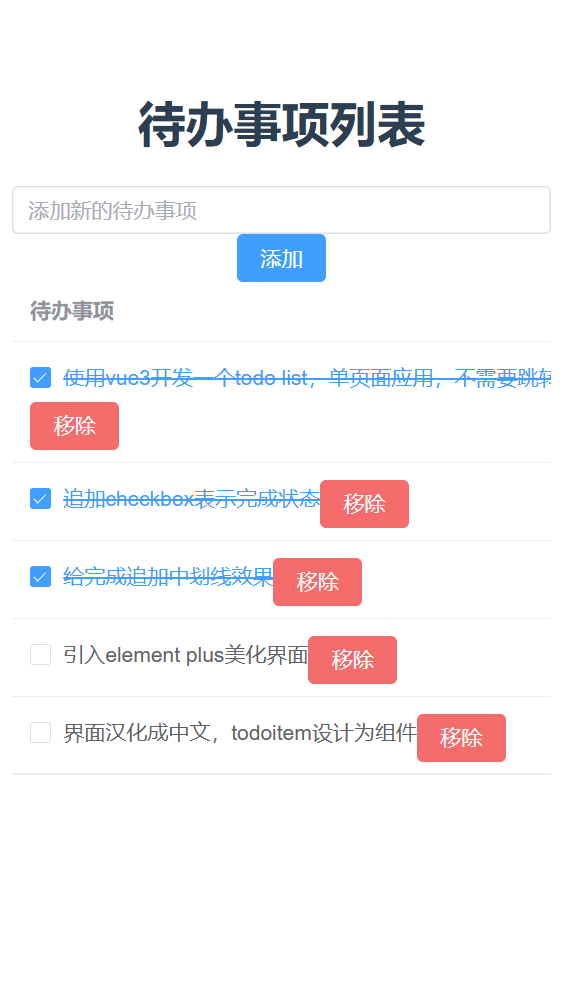 待办事项列表
添加新的待办事项
添加
待办事项
使用vue3开发一个todo list，单页面应用，不需要跳转
移除
追加checkbox表示完成状态 移除
给完成追加中划线效果 移除
引入element plus美化界面 移除
界面汉化成中文，todoitem设计为组件 移除